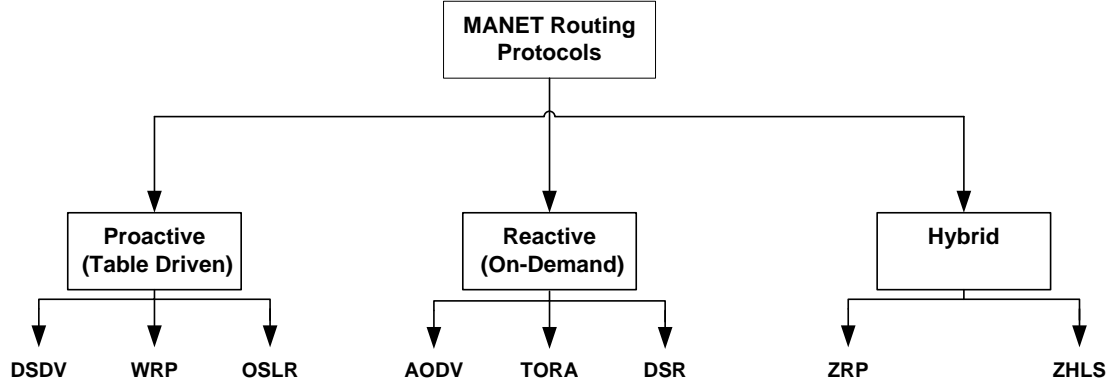 MANET Routing
Protocols
Proactive
(Table Driven)
Reactive
(On-Demand)
Hybrid
DSDV
WRP
OSLR
AODV
TORA
DSR
ZRP
ZHLS